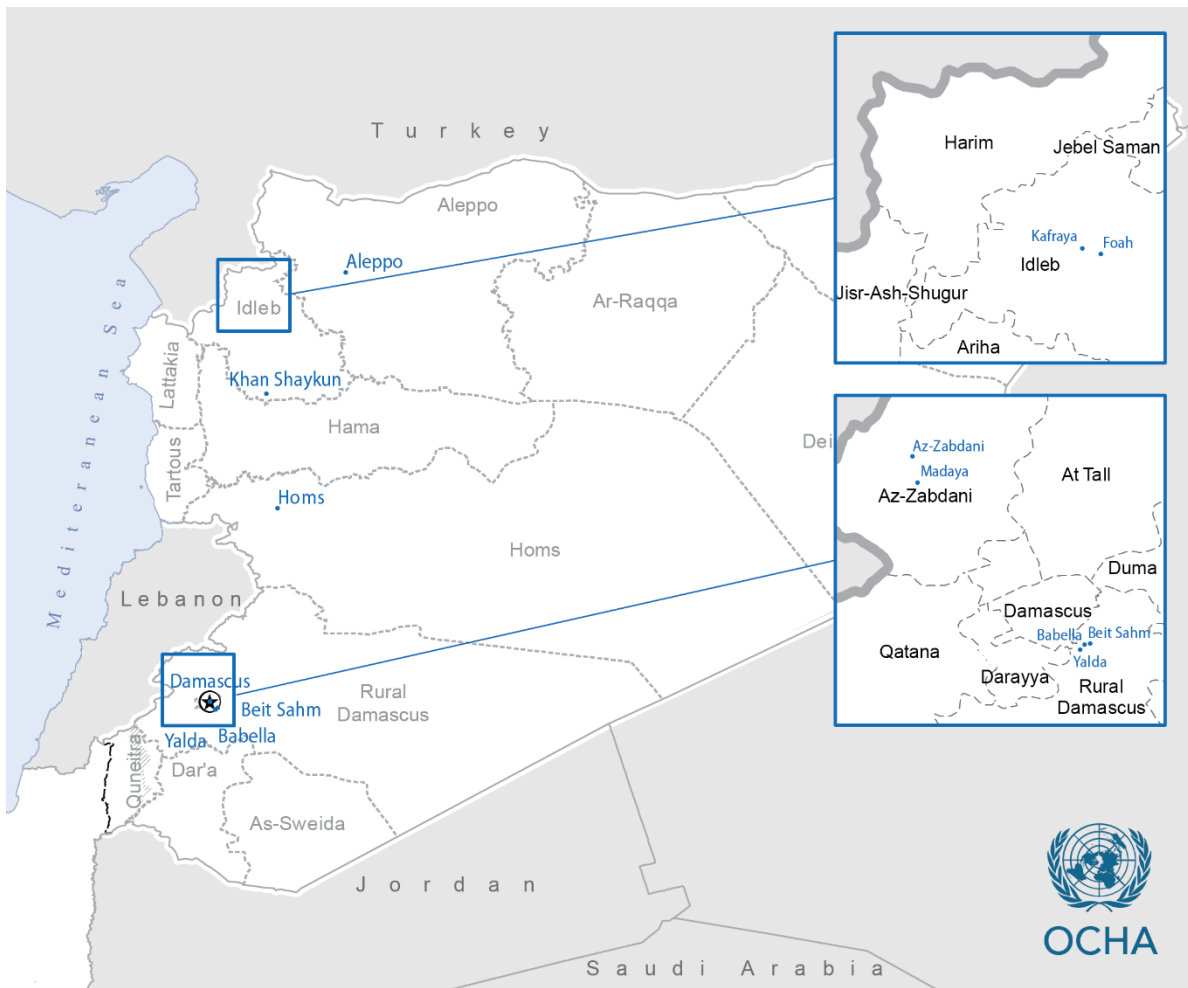 Turkey
Aleppo
Aleppo
Idleb
Ar-Raqqa
Lattakia
Khan Shaykun
Hama
Dei
Tartous
Mediteranean Sea
Homs
Homs
Lebanon
Damascus
Beit Sahm
Rural
Damascus
Yalda
Babella
Quneitra
Dar'a
As-Sweida
Jordan
Saudi Arabia
Harim
Jebel Saman
Kafraya
Foah
Idleb
Jisr-Ash-Shugur
Ariha
Az-Zabdani
Madaya
Az-Zabdani
At Tall
Duma
Damascus
Babella
Beit Sahm
Yalda
Qatana
Darayya
Rural
Damascus
OCHA